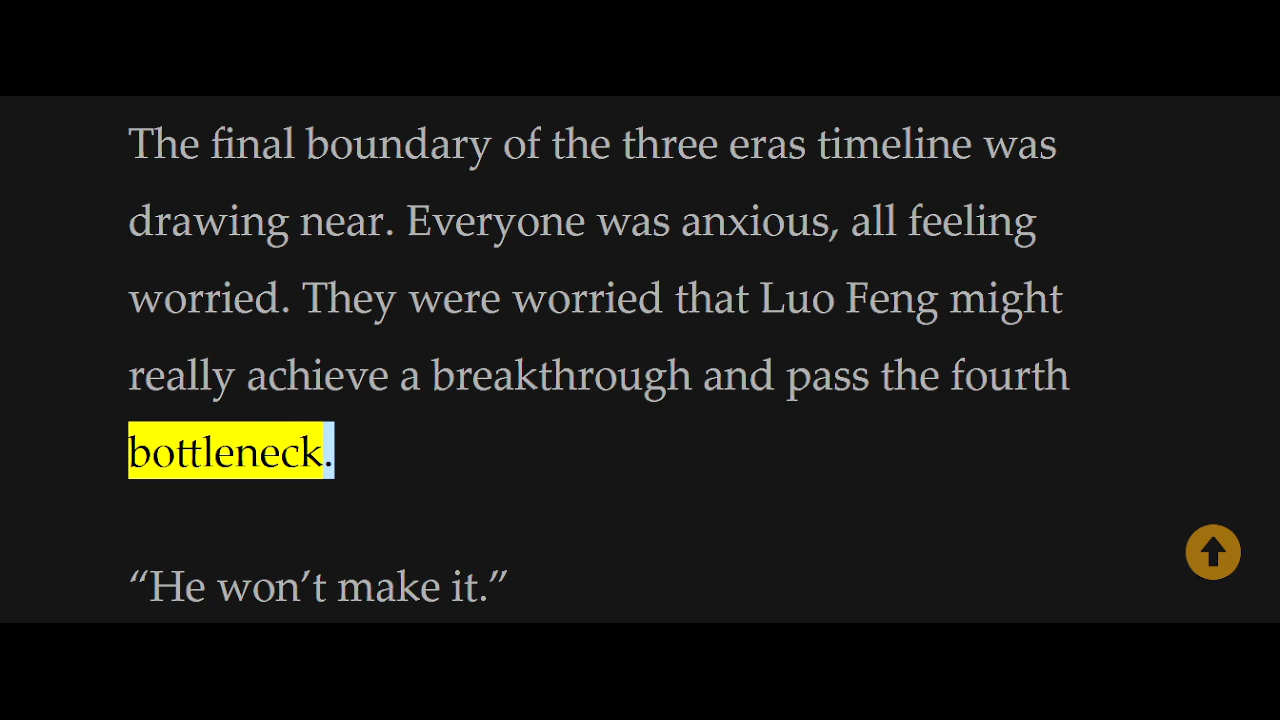 The final boundary of the three eras timeline was
drawing near. Everyone was anxious, all feeling
worried. They were worried that Luo Feng might
really achieve a breakthrough and pass the fourth
bottleneck.
“He won’t make it.”